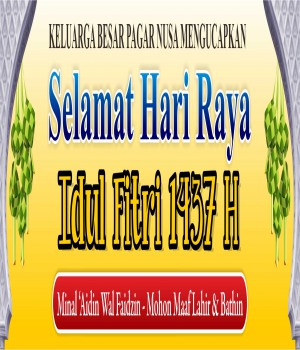 KELUARGA BESAR PAGAR NUSA MENGUCAPKAN
Selamat Hari Raya
Idul Fitri 1437 H
Minal 'Aidin Wal Faidzin - Mohon Maaf Lahir & Bathin